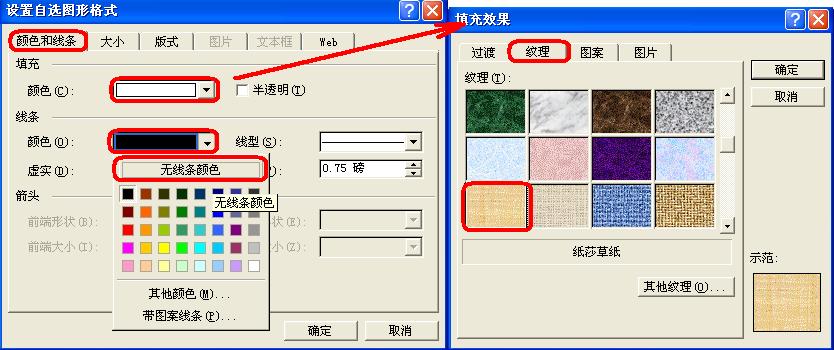 设置自选图形格式
颜色和线条
大小
版式
图片
文本框
Web
填充
颜色(C):
半透明(T)
线条
颜色(O):
线型(S):
虚实(D):
无线条颜色
0.75 磅
箭头
无线条颜色
前端形状(B):
状(E):
前端大小(I):
小(Z):
其他颜色(M)...
带图案线条(P)...
确定
取消
填充效果
过渡
纹理
图案
图片
纹理(T):
确定
取消
纸莎草纸
其他纹理(O)...
示范: